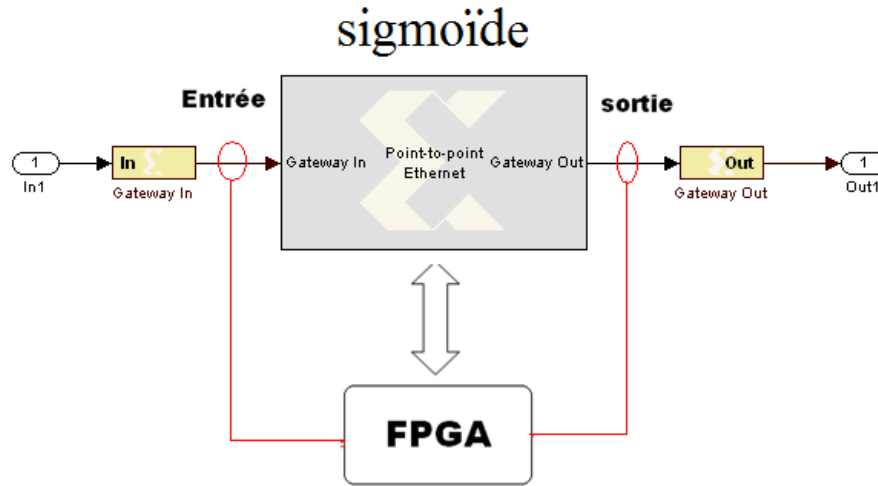 sigmoïde
Entrée
sortie
1
In1
In
Gateway In
Gateway In
Point-to-point
Ethernet
Gateway Out
Out
Gateway Out
1
Out1
FPGA